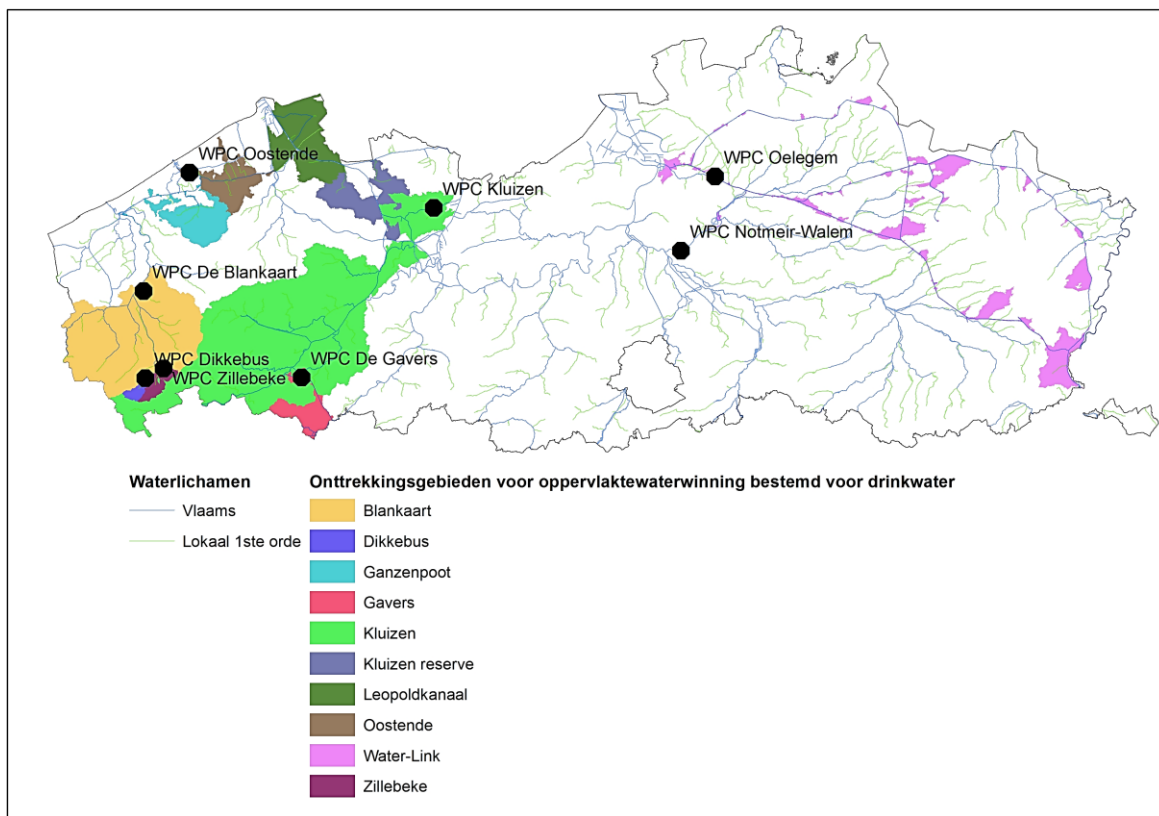 WPC Oostende
WPC Oelegem
WPC Kluizen
WPC Notmeir-Walem
WPC De Blankaart
WPC Dikkebus
WPC De Gavers
WPC Zillebeke
Waterlichamen
Vlaams
Lokaal 1ste orde
Onttrekkingsgebieden voor oppervlaktewaterwinning bestemd voor drinkwater
Blankaart
Dikkebus
Ganzenpoot
Gavers
Kluizen
Kluizen reserve
Leopoldkanaal
Oostende
Water-Link
Zillebeke